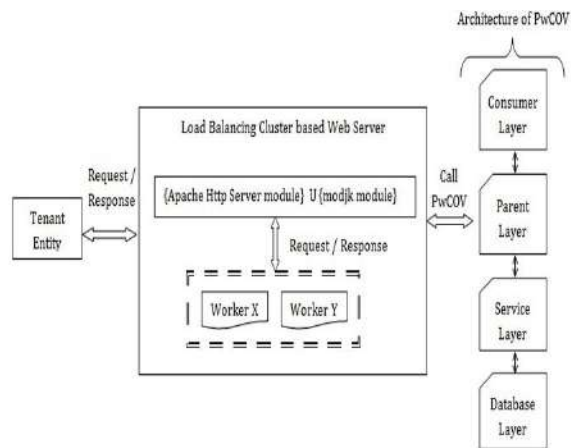 Architecture of PwCOV
Consumer
Layer
Load Balancing Cluster based Web Server
Request /
Response
{Apache Http Server module} U {modjk module}
Call
PwCOV
Tenant
Entity
Parent
Layer
Request / Response
Worker X
Worker Y
Service
Layer
Database
Layer